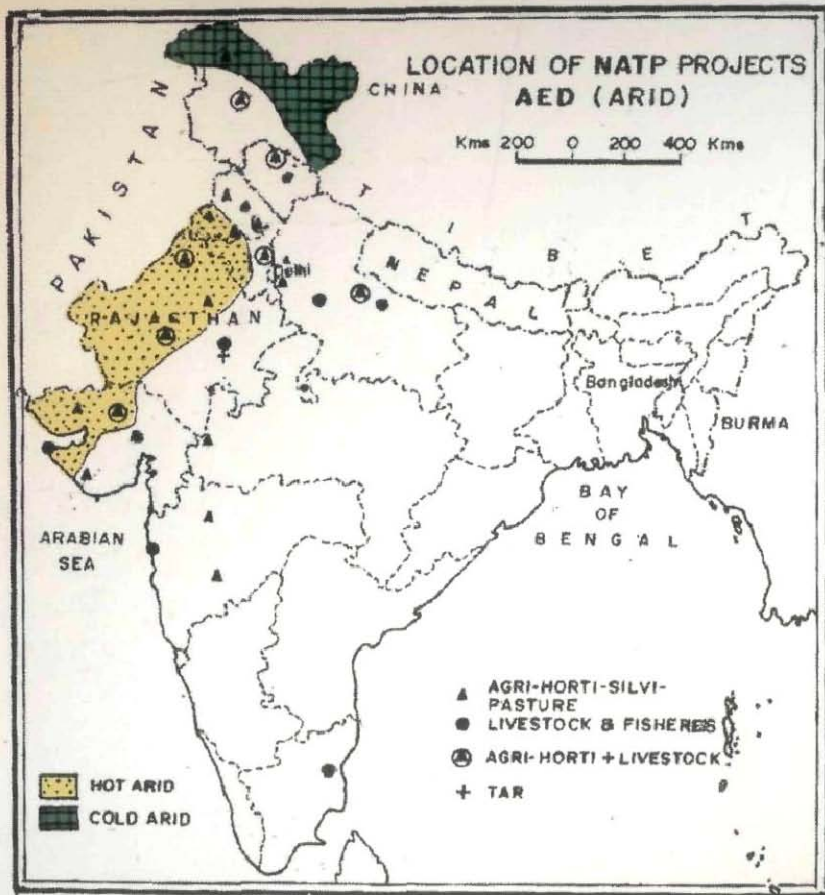 LOCATION OF NATP PROJECTS
AED (ARID)
Kms 200 0 200 400 Kms
CHINA
PAKISTAN
TIBET
NEPAL
Delhi
RAJASTHAN
Bangladesh
BURMA
ARABIAN
SEA
BAY
OF
BENGAL
AGRI-HORTI-SILVI-
PASTURE
LIVESTOCK & FISHEREIS
AGRI-HORTI + LIVESTOCK
TAR
HOT ARID
COLD ARID